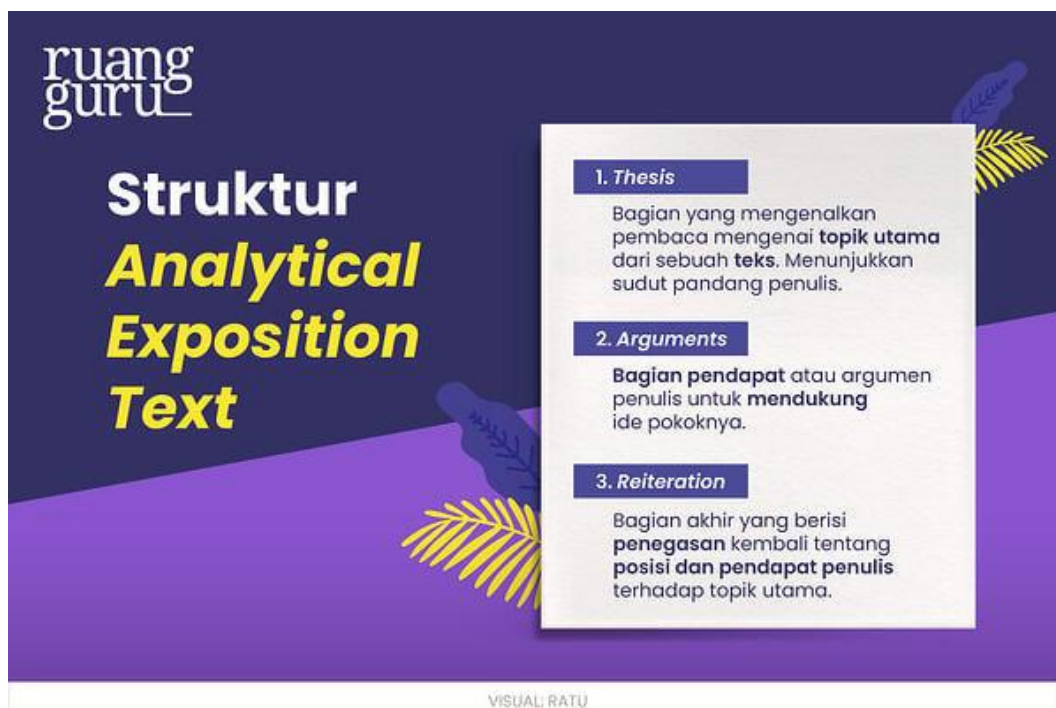 ruang
guru
Struktur
Analytical
Exposition
Text
1. Thesis
Bagian yang mengenalkan
pembaca mengenai topik utama
dari sebuah teks. Menunjukkan
sudut pandang penulis.
2. Arguments
Bagian pendapat atau argumen
penulis untuk mendukung
ide pokoknya.
3. Reiteration
Bagian akhir yang berisi
penegasan kembali tentang
posisi dan pendapat penulis
terhadap topik utama.
VISUAL: RATU